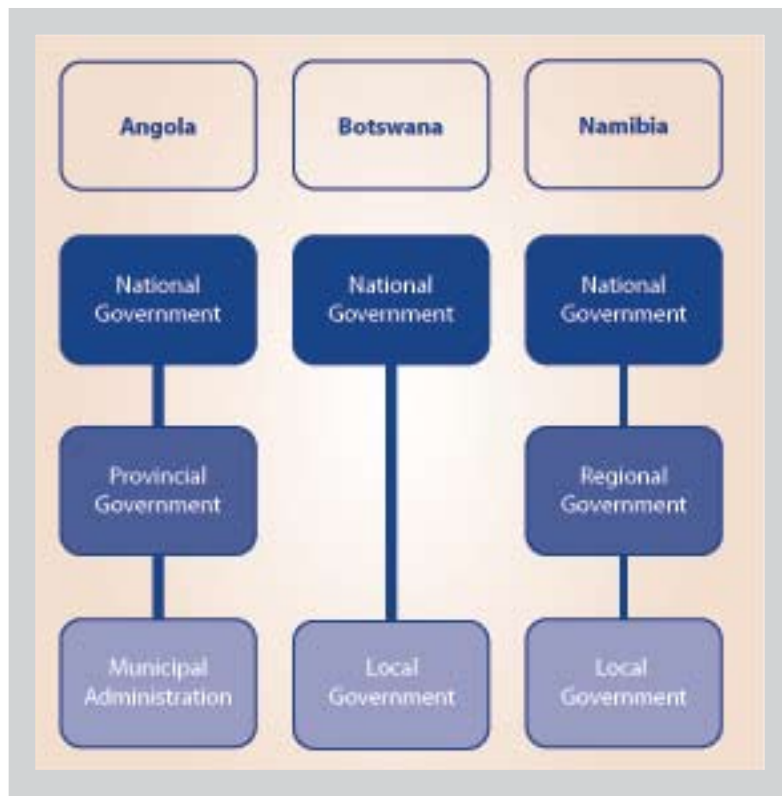 Angola
Botswana
Namibia
National
Government
National
Government
National
Government
Provincial
Government
Regional
Government
Municipal
Administration
Local
Government
Local
Government